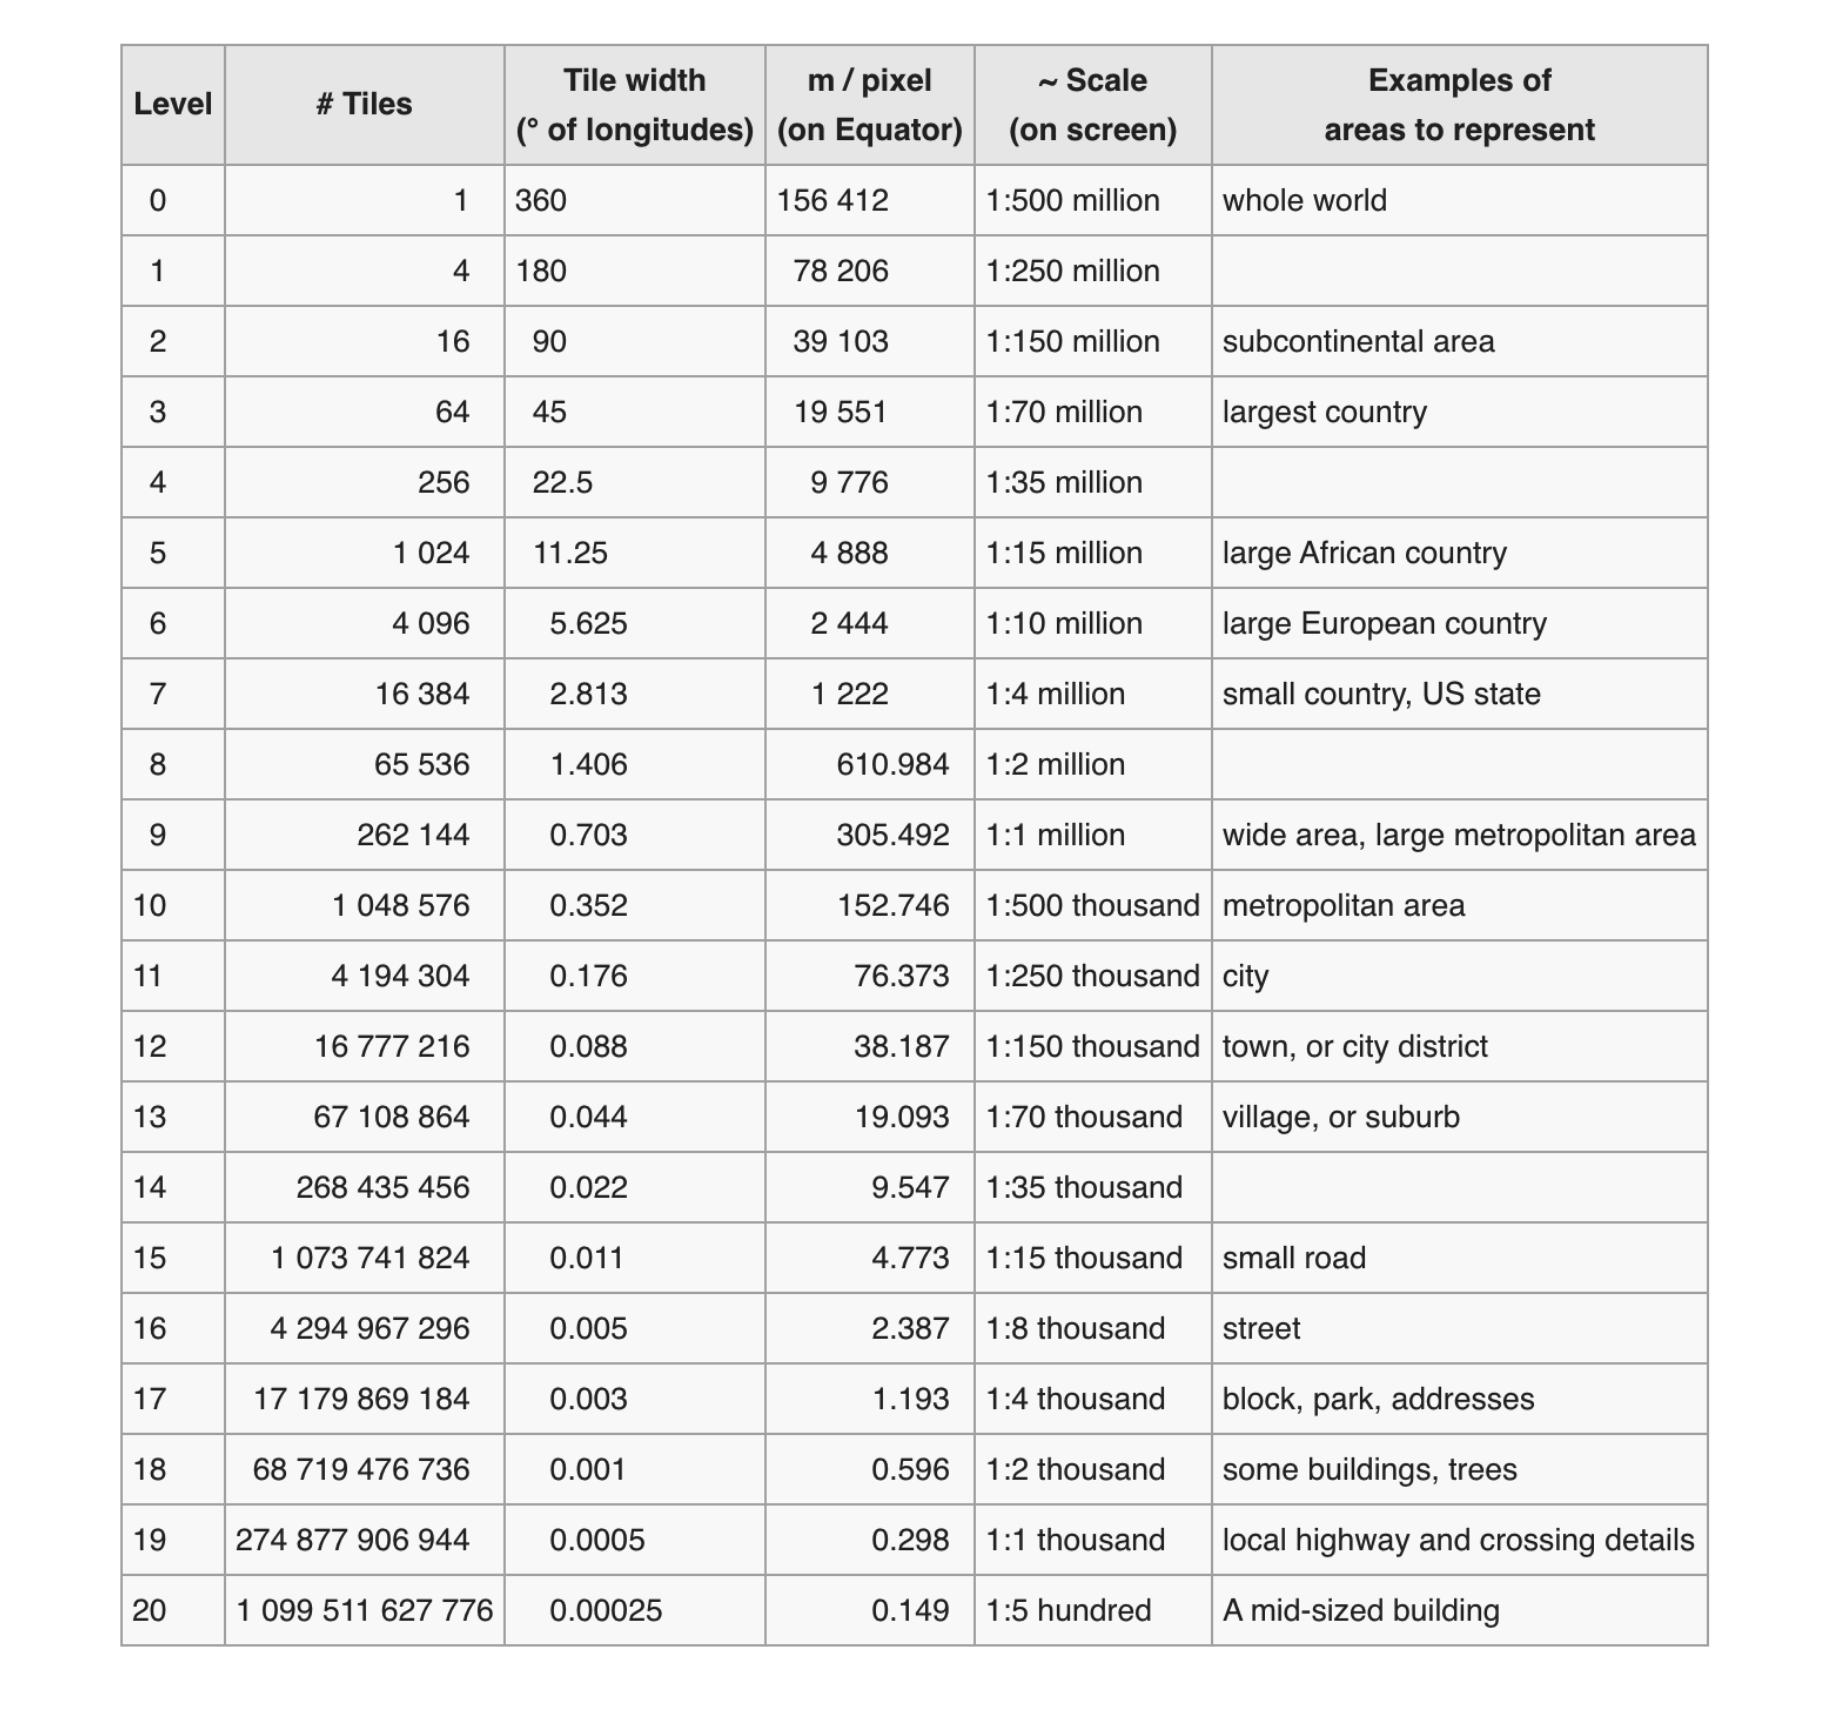 Level # Tiles Tile width (° of longitudes) m / pixel (on Equator) ~ Scale (on screen) Examples of areas to represent
0 1 360 156 412 1:500 million whole world
1 4 180 78 206 1:250 million
2 16 90 39 103 1:150 million subcontinental area
3 64 45 19 551 1:70 million largest country
4 256 22.5 9 776 1:35 million
5 1 024 11.25 4 888 1:15 million large African country
6 4 096 5.625 2 444 1:10 million large European country
7 16 384 2.813 1 222 1:4 million small country, US state
8 65 536 1.406 610.984 1:2 million
9 262 144 0.703 305.492 1:1 million wide area, large metropolitan area
10 1 048 576 0.352 152.746 1:500 thousand metropolitan area
11 4 194 304 0.176 76.373 1:250 thousand city
12 16 777 216 0.088 38.187 1:150 thousand town, or city district
13 67 108 864 0.044 19.093 1:70 thousand village, or suburb
14 268 435 456 0.022 9.547 1:35 thousand
15 1 073 741 824 0.011 4.773 1:15 thousand small road
16 4 294 967 296 0.005 2.387 1:8 thousand street
17 17 179 869 184 0.003 1.193 1:4 thousand block, park, addresses
18 68 719 476 736 0.001 0.596 1:2 thousand some buildings, trees
19 274 877 906 944 0.0005 0.298 1:1 thousand local highway and crossing details
20 1 099 511 627 776 0.00025 0.149 1:5 hundred A mid-sized building